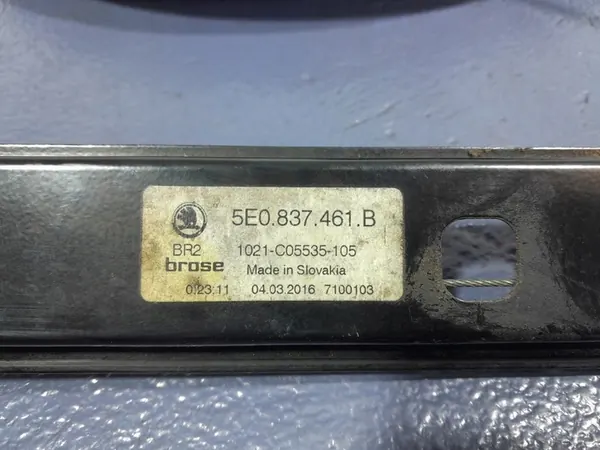 5E0.837.461.B
BR2 1021-C05535-105
brose Made in Slovakia
0:23:11 04.03.2016 7100103